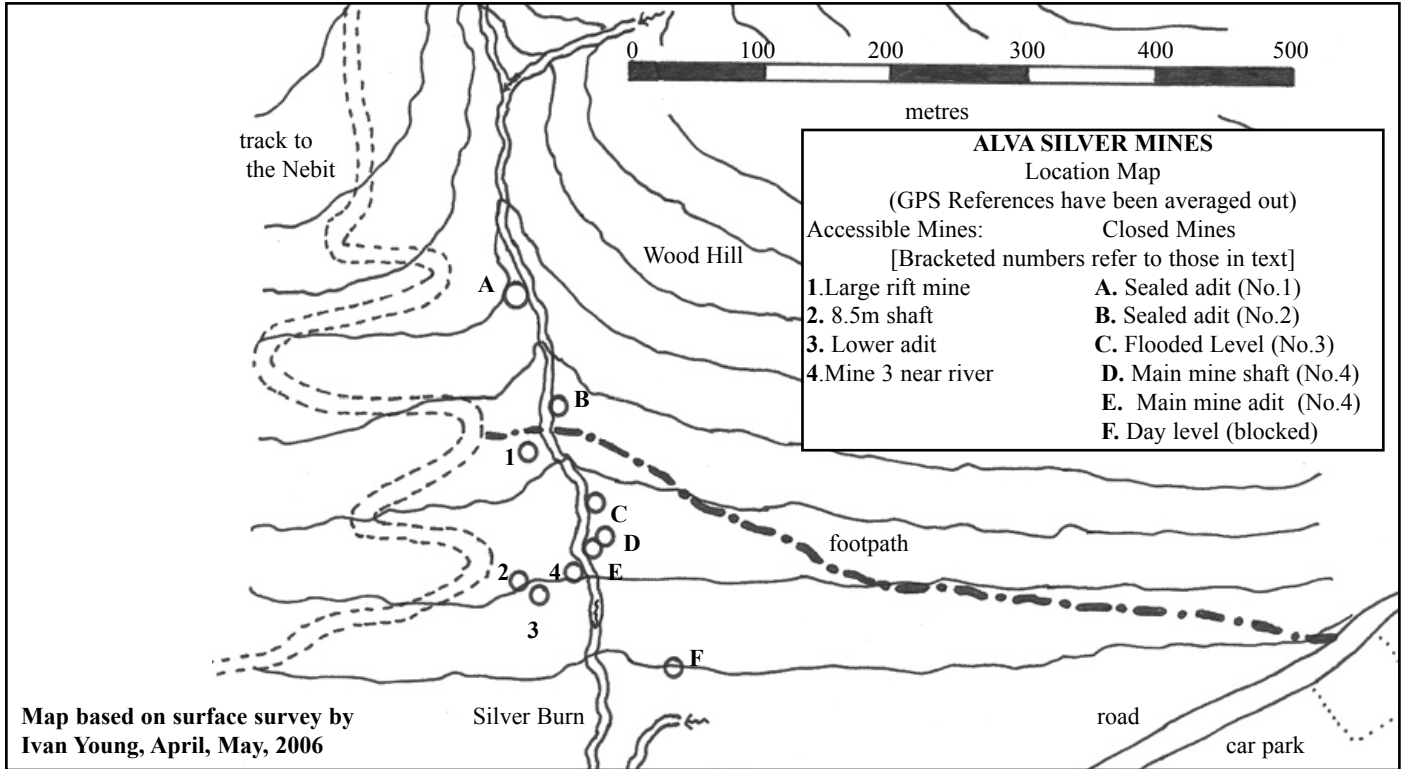 0 100 200 300 400 500
metres
track to
the Nebit
ALVA SILVER MINES
Location Map
(GPS References have been averaged out)
Accessible Mines: Closed Mines
[Bracketed numbers refer to those in text]
1.Large rift mine A. Sealed adit (No.1)
2. 8.5m shaft B. Sealed adit (No.2)
3. Lower adit C. Flooded Level (No.3)
4.Mine 3 near river D. Main mine shaft (No.4)
E. Main mine adit (No.4)
F. Day level (blocked)
Wood Hill
A
B
1
C
D
footpath
2 4 E
3
F
Map based on surface survey by
Ivan Young, April, May, 2006
Silver Burn
road
car park